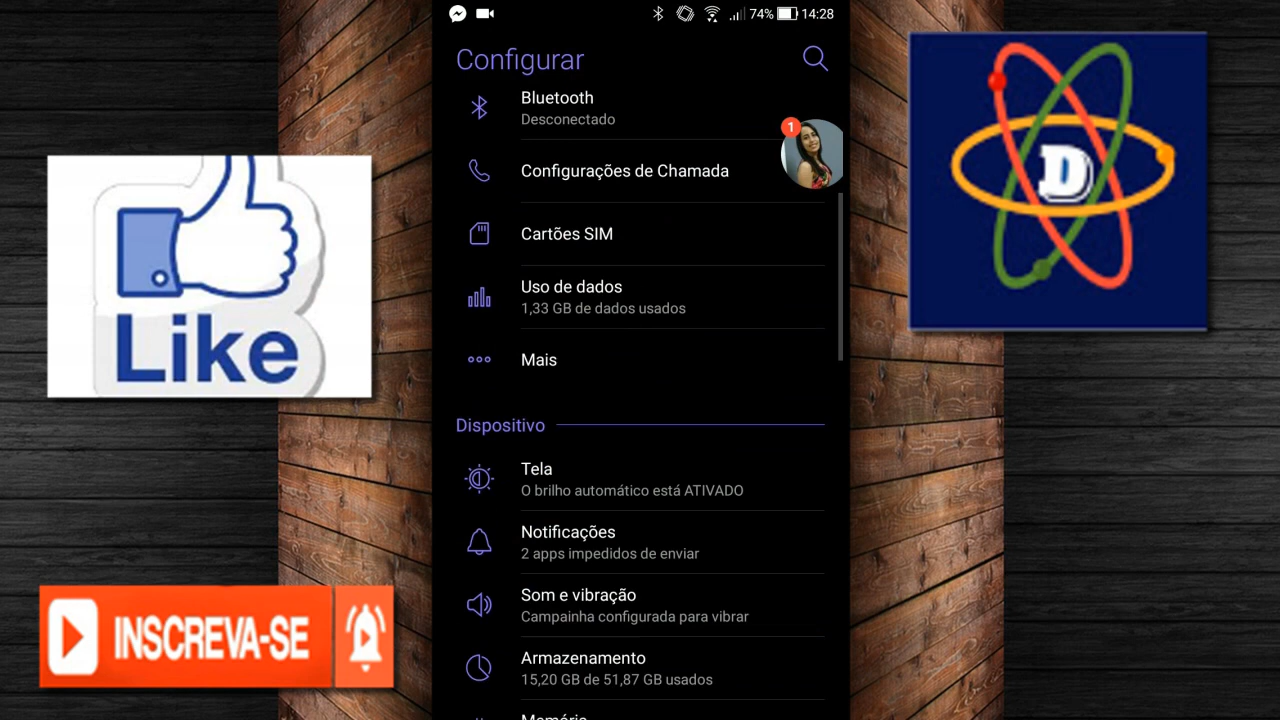 74% 14:28
Configurar
Bluetooth
Desconectado
1
Configurações de Chamada
Cartões SIM
Uso de dados
1,33 GB de dados usados
Mais
Dispositivo
Tela
O brilho automático está ATIVADO
Notificações
2 apps impedidos de enviar
Som e vibração
Campainha configurada para vibrar
Armazenamento
15,20 GB de 51,87 GB usados
Like
INSCREVA-SE
D